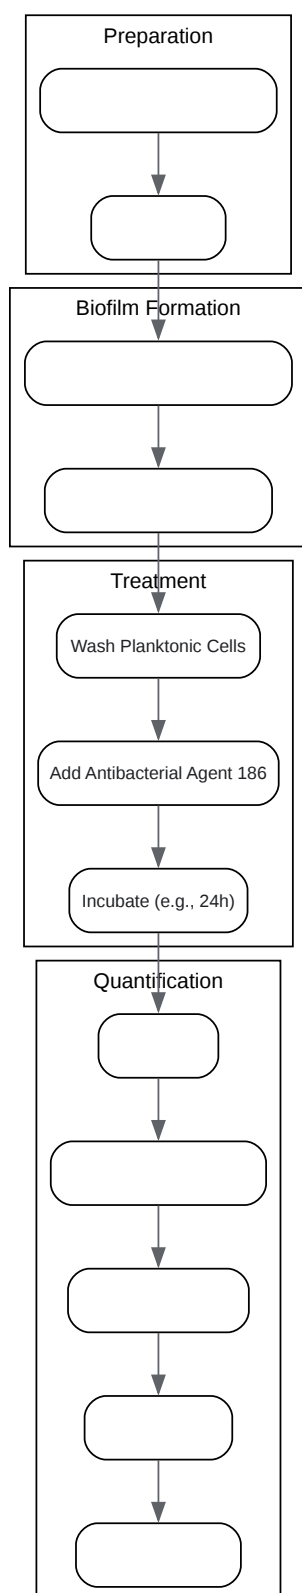 Preparation
Biofilm Formation
Treatment
Wash Planktonic Cells
Add Antibacterial Agent 186
Incubate (e.g., 24h)
Quantification